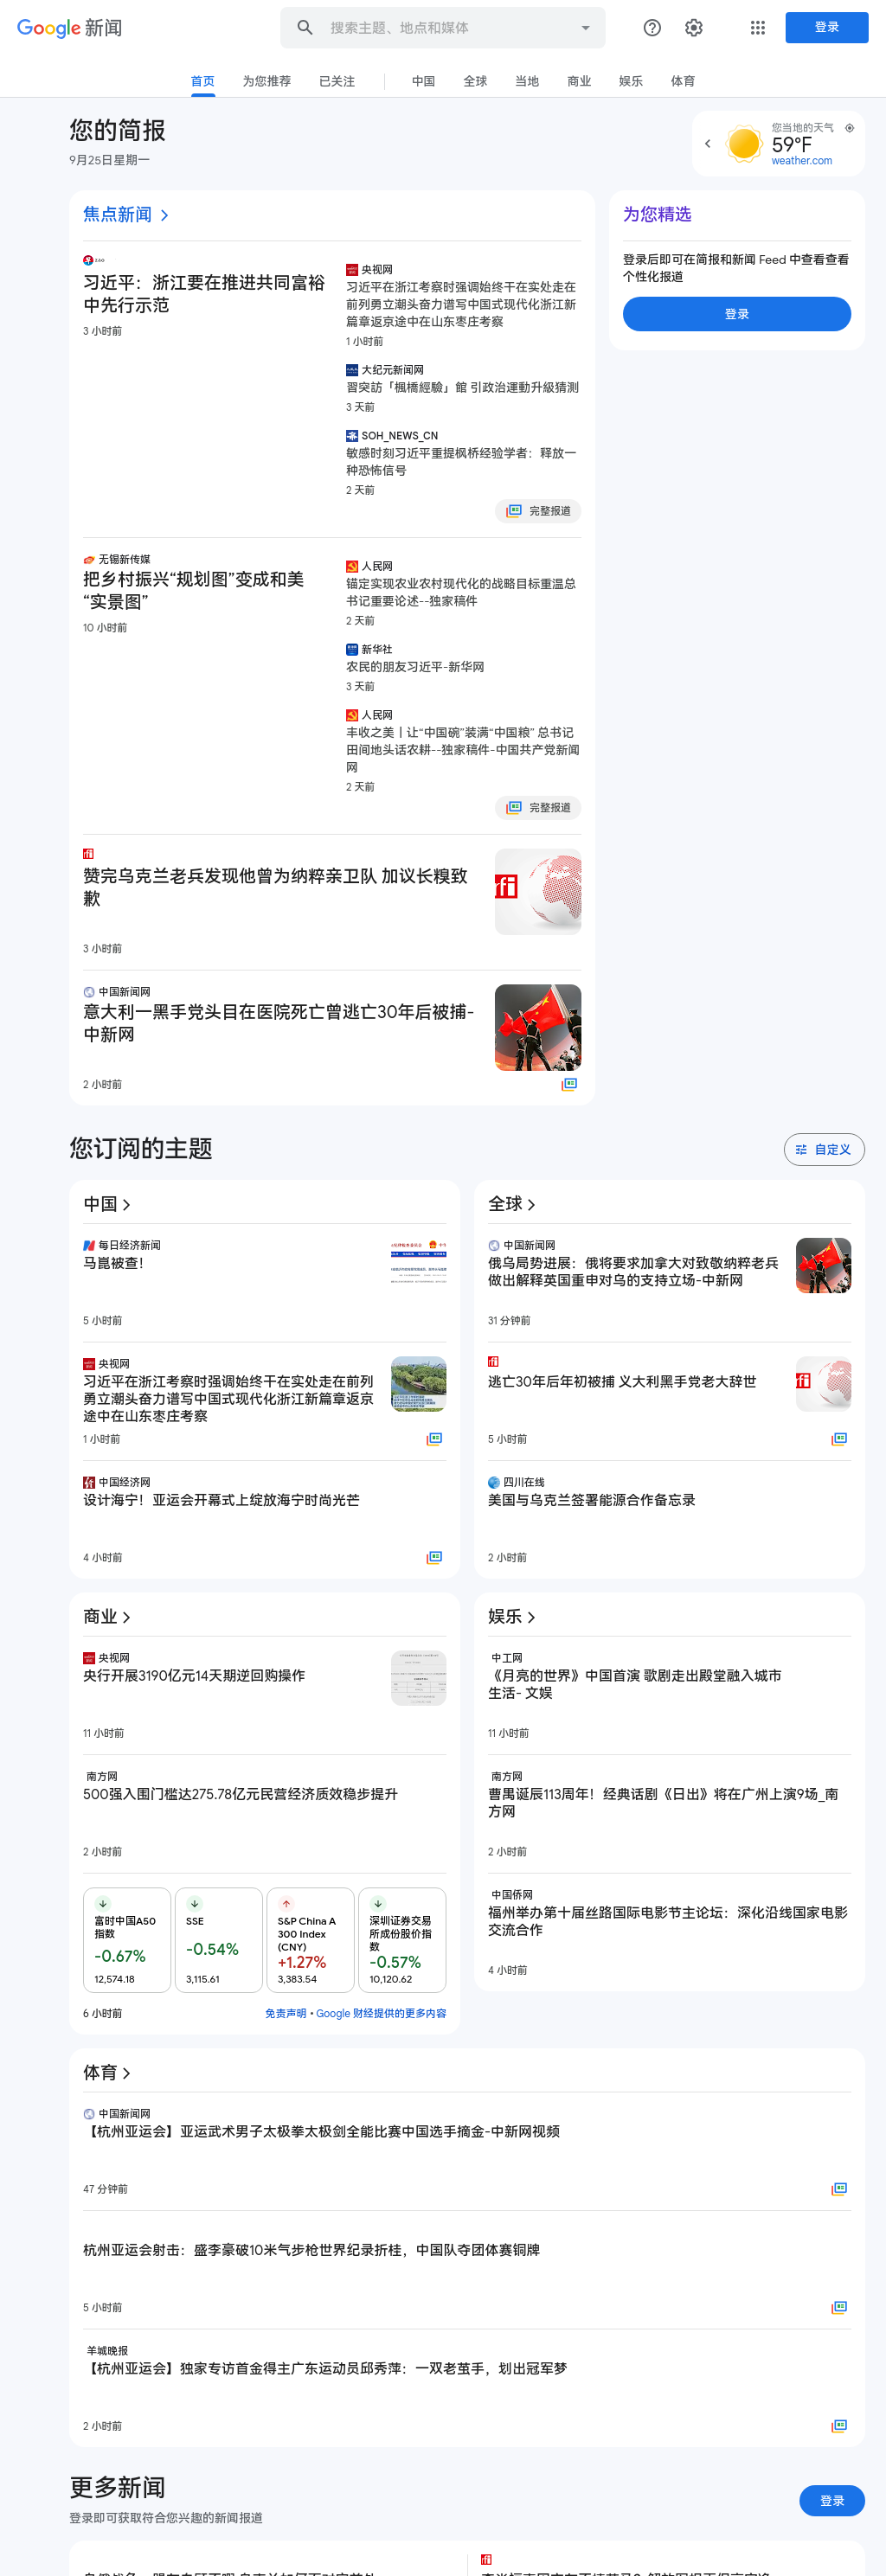 Google 新闻
搜索主题、地点和媒体
登录
首页 为您推荐 已关注 中国 全球 当地 商业 娱乐 体育
您的简报
9月25日星期一
您当地的天气
59°F
weather.com
焦点新闻
习近平：浙江要在推进共同富裕
中先行示范
3 小时前
央视网
习近平在浙江考察时强调始终干在实处走在
前列勇立潮头奋力谱写中国式现代化浙江新
篇章返京途中在山东枣庄考察
1 小时前
大纪元新闻网
習突訪「楓橋經驗」館 引政治運動升級猜測
3 天前
SOH_NEWS_CN
敏感时刻习近平重提枫桥经验学者：释放一
种恐怖信号
2 天前
完整报道
为您精选
登录后即可在简报和新闻 Feed 中查看查看
个性化报道
登录
无锡新传媒
把乡村振兴“规划图”变成和美
“实景图”
10 小时前
人民网
锚定实现农业农村现代化的战略目标重温总
书记重要论述--独家稿件
2 天前
新华社
农民的朋友习近平-新华网
3 天前
人民网
丰收之美丨让“中国碗”装满“中国粮” 总书记
田间地头话农耕--独家稿件-中国共产党新闻
网
2 天前
完整报道
赞完乌克兰老兵发现他曾为纳粹亲卫队 加议长糗致
歉
3 小时前
中国新闻网
意大利一黑手党头目在医院死亡曾逃亡30年后被捕-
中新网
2 小时前
您订阅的主题
自定义
中国
每日经济新闻
马崑被查！
5 小时前
央视网
习近平在浙江考察时强调始终干在实处走在前列
勇立潮头奋力谱写中国式现代化浙江新篇章返京
途中在山东枣庄考察
1 小时前
中国经济网
设计海宁！亚运会开幕式上绽放海宁时尚光芒
4 小时前
全球
中国新闻网
俄乌局势进展：俄将要求加拿大对致敬纳粹老兵
做出解释英国重申对乌的支持立场-中新网
31 分钟前
逃亡30年后年初被捕 义大利黑手党老大辞世
5 小时前
四川在线
美国与乌克兰签署能源合作备忘录
2 小时前
商业
央视网
央行开展3190亿元14天期逆回购操作
11 小时前
南方网
500强入围门槛达275.78亿元民营经济质效稳步提升
2 小时前
富时中国A50
指数
-0.67%
12,574.18
SSE
-0.54%
3,115.61
S&P China A
300 Index
(CNY)
+1.27%
3,383.54
深圳证券交易
所成份股价指
数
-0.57%
10,120.62
6 小时前
免责声明 • Google 财经提供的更多内容
娱乐
中工网
《月亮的世界》中国首演 歌剧走出殿堂融入城市
生活- 文娱
11 小时前
南方网
曹禺诞辰113周年！经典话剧《日出》将在广州上演9场_南
方网
2 小时前
中国侨网
福州举办第十届丝路国际电影节主论坛：深化沿线国家电影
交流合作
4 小时前
体育
中国新闻网
【杭州亚运会】亚运武术男子太极拳太极剑全能比赛中国选手摘金-中新网视频
47 分钟前
杭州亚运会射击：盛李豪破10米气步枪世界纪录折桂，中国队夺团体赛铜牌
5 小时前
羊城晚报
【杭州亚运会】独家专访首金得主广东运动员邱秀萍：一双老茧手，划出冠军梦
2 小时前
更多新闻
登录即可获取符合您兴趣的新闻报道
登录